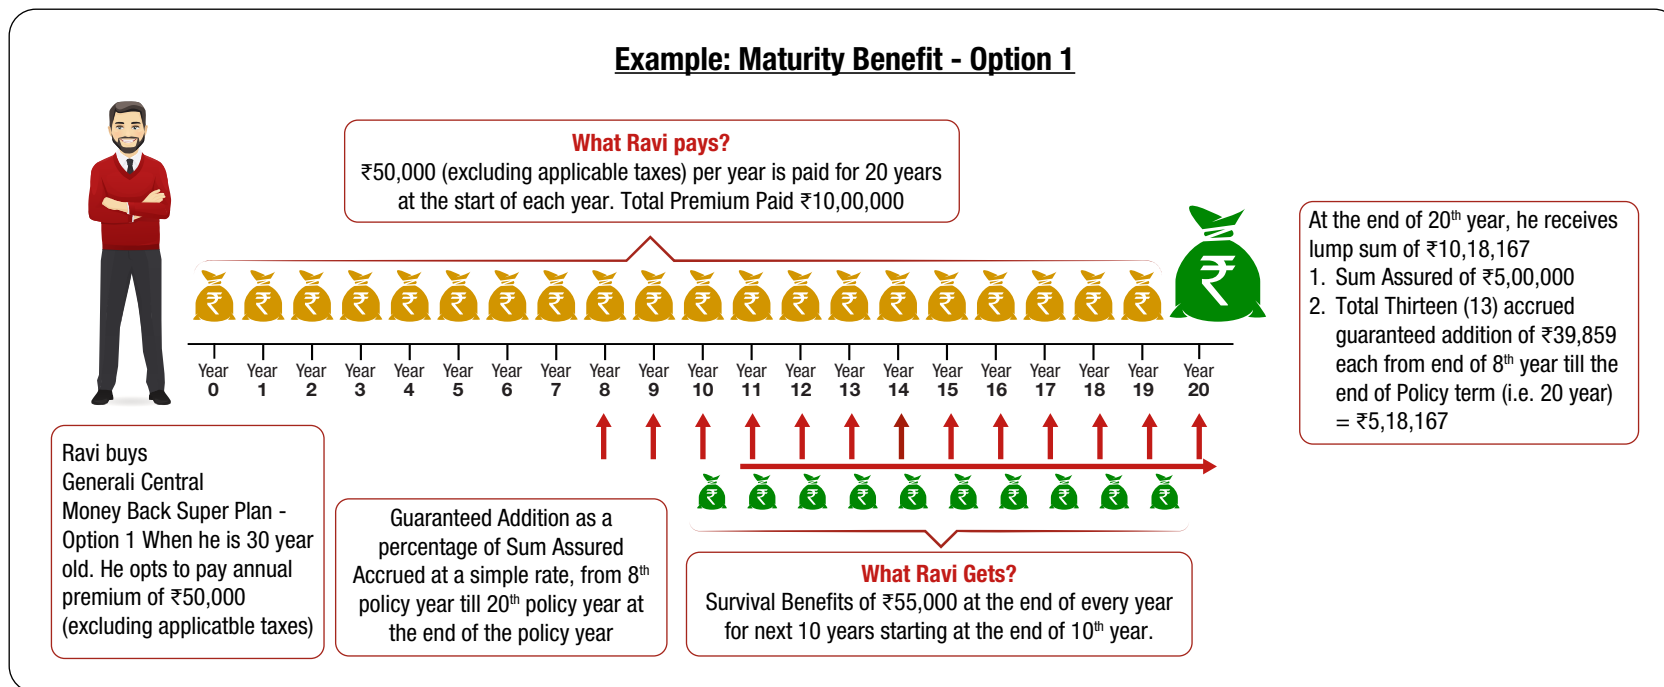 Example: Maturity Benefit - Option 1
What Ravi pays?
₹50,000 (excluding applicable taxes) per year is paid for 20 years
at the start of each year. Total Premium Paid ₹10,00,000
At the end of 20th year, he receives
lump sum of ₹10,18,167
1. Sum Assured of ₹5,00,000
2. Total Thirteen (13) accrued
guaranteed addition of ₹39,859
each from end of 8th year till the
end of Policy term (i.e. 20 year)
= ₹5,18,167
₹ ₹ ₹ ₹ ₹ ₹ ₹ ₹ ₹ ₹ ₹ ₹ ₹ ₹ ₹ ₹ ₹ ₹ ₹ ₹ ₹
Year Year Year Year Year Year Year Year Year Year Year Year Year Year Year Year Year Year Year Year Year
0 1 2 3 4 5 6 7 8 9 10 11 12 13 14 15 16 17 18 19 20
₹ ₹ ₹ ₹ ₹ ₹ ₹ ₹ ₹ ₹
Ravi buys
Generali Central
Money Back Super Plan -
Option 1 When he is 30 year
old. He opts to pay annual
premium of ₹50,000
(excluding applicatble taxes)
Guaranteed Addition as a
percentage of Sum Assured
Accrued at a simple rate, from 8th
policy year till 20th policy year at
the end of the policy year
What Ravi Gets?
Survival Benefits of ₹55,000 at the end of every year
for next 10 years starting at the end of 10th year.